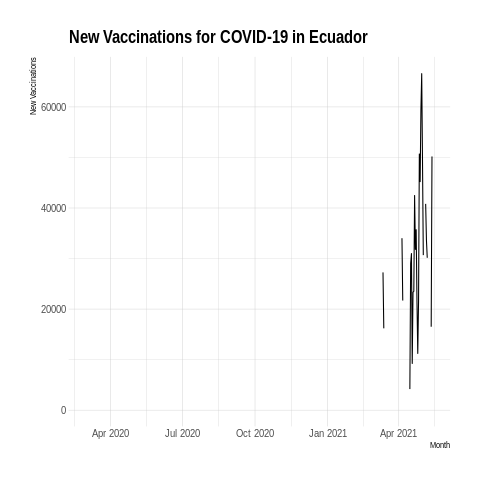 New Vaccinations for COVID-19 in Ecuador
New Vaccinations
60000
40000
20000
0
Apr 2020 Jul 2020 Oct 2020 Jan 2021 Apr 2021
Month